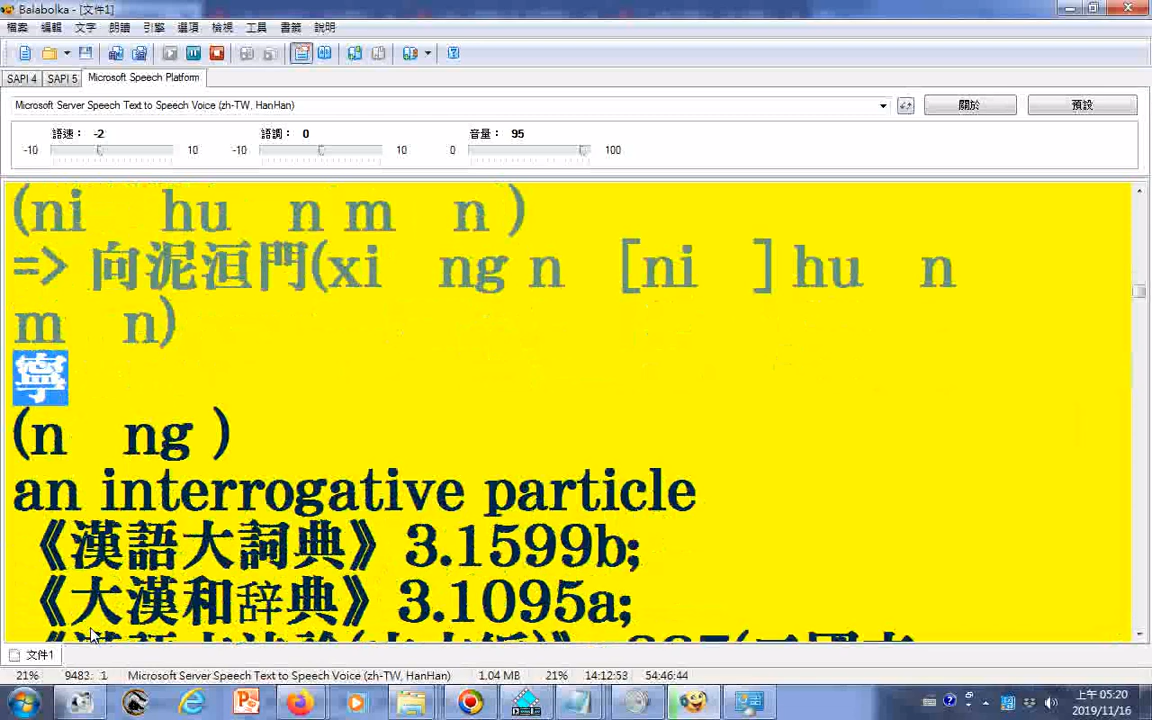 Balabolka - [文件1]
檔案 編輯 文字 朗讀 引擎 選項 檢視 工具 書籤 說明
SAPI 4 SAPI 5 Microsoft Speech Platform
Microsoft Server Speech Text to Speech Voice (zh-TW, HanHan) 關於 預設
語速： -2 語調： 0 音量： 95
-10 10 -10 10 0 100
(ni hu n m n )
=> 向泥洹門(xi ng n [ni ] hu n
m n)
寧
(n ng )
an interrogative particle
《漢語大詞典》 3.1599b;
《大漢和辞典》 3.1095a;
文件1
21% 9483: 1 Microsoft Server Speech Text to Speech Voice (zh-TW, HanHan) 1.04 MB 21% 14:12:53 54:46:44
上午 05:20
2019/11/16